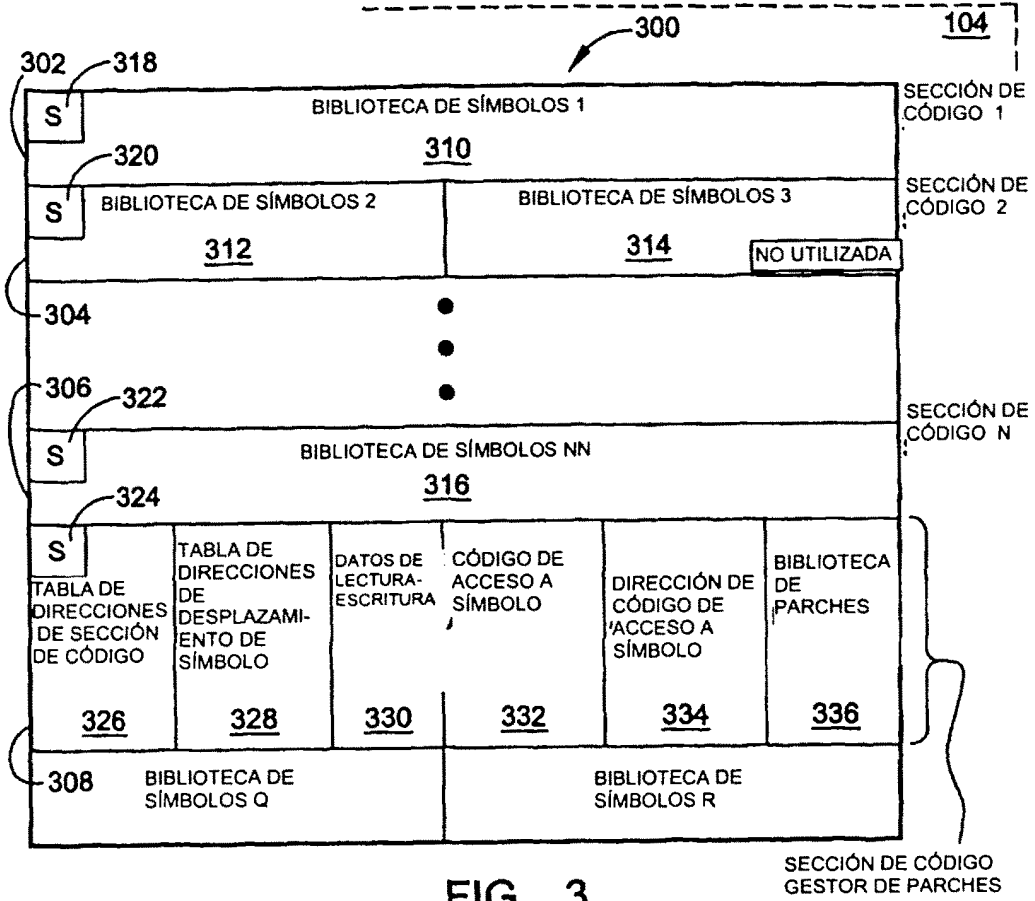 300
104
302
318
S
BIBLIOTECA DE SÍMBOLOS 1
310
SECCIÓN DE
CÓDIGO 1
320
S
BIBLIOTECA DE SÍMBOLOS 2
312
BIBLIOTECA DE SÍMBOLOS 3
314
NO UTILIZADA
SECCIÓN DE
CÓDIGO 2
304
306
322
S
BIBLIOTECA DE SÍMBOLOS NN
316
SECCIÓN DE
CÓDIGO N
324
S
TABLA DE
DIRECCIONES
DE SECCIÓN
DE CÓDIGO
326
TABLA DE
DIRECCIONES
DE
DESPLAZAMI-
ENTO DE
SÍMBOLO
328
DATOS DE
LECTURA-
ESCRITURA
330
CÓDIGO DE
ACCESO A
SÍMBOLO
332
DIRECCIÓN DE
CÓDIGO DE
ACCESO A
SÍMBOLO
334
BIBLIOTECA
DE
PARCHES
336
308
BIBLIOTECA DE
SÍMBOLOS Q
BIBLIOTECA DE
SÍMBOLOS R
SECCIÓN DE CÓDIGO
GESTOR DE PARCHES
FIG. 3